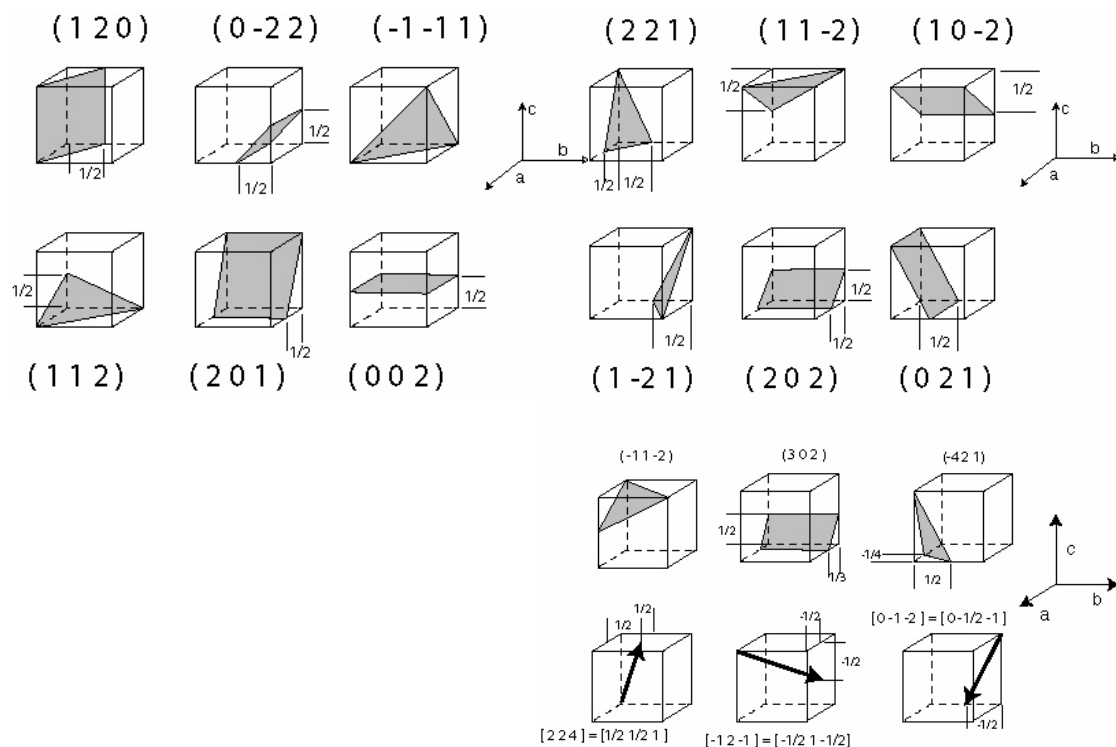 (1 2 0) (0 -2 2) (-1 -1 1) (2 2 1) (1 1 -2) (1 0 -2)
1/2 1/2
c c
1/2
b b
1/2 1/2 1/2 1/2
a a
1/2 1/2 1/2 1/2
1/2 1/2 1/2
(1 1 2) (2 0 1) (0 0 2) (1 -2 1) (2 0 2) (0 2 1)
(-1 1 -2) (3 0 2) (-4 2 1)
1/2 -1/4 c
1/3 1/2 b
a
[0 -1 -2] = [0 -1/2 -1]
1/2 1/2 -1/2
-1/2
-1/2
[2 2 4] = [1/2 1/2 1] [-1 2 -1] = [-1/2 1 -1/2]